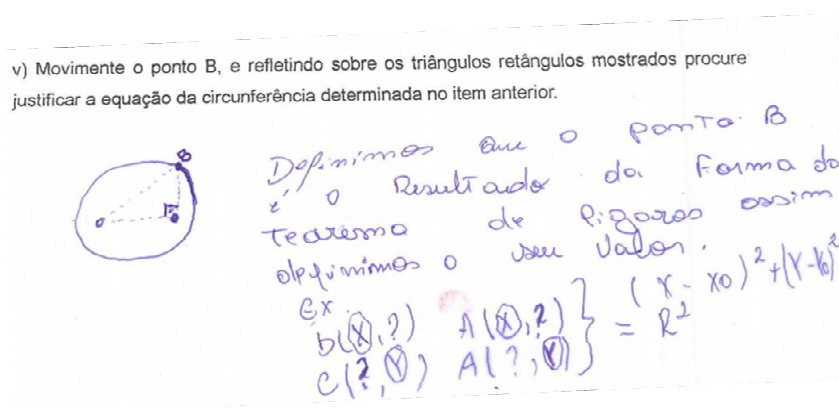 v) Movimente o ponto B, e refletindo sobre os triângulos retângulos mostrados procure
justificar a equação da circunferência determinada no item anterior.
B
Definimos que o ponto B
é o Resultado da Forma do
teorema de assim
definimos o seu valor.
Ex
b(X,?) A(X,?) } (X - X0)² + (Y - Y0)²
C(?,Y) A(?,Y) } = R²